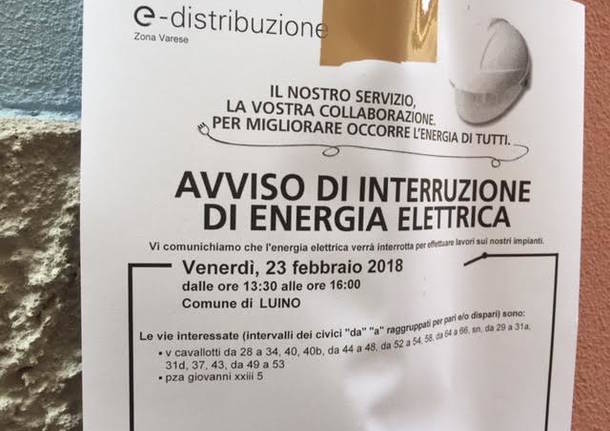 e-distribuzione
Zona Varese
IL NOSTRO SERVIZIO,
LA VOSTRA COLLABORAZIONE.
PER MIGLIORARE OCCORRE L'ENERGIA DI TUTTI.
AVVISO DI INTERRUZIONE
DI ENERGIA ELETTRICA
Vi comunichiamo che l'energia elettrica verrà interrotta per effettuare lavori sui nostri impianti.
Venerdì, 23 febbraio 2018
dalle ore 13:30 alle ore 16:00
Comune di LUINO
Le vie interessate (intervalli dei civici "da" "a" raggruppati per pari e/o dispari) sono:
• v cavallotti da 28 a 34, 40, 40b, da 44 a 48, da 52 a 54, 58, da 64 a 66, sn, da 29 a 31a,
31d, 37, 43, da 49 a 53
• pza giovanni xxiii 5